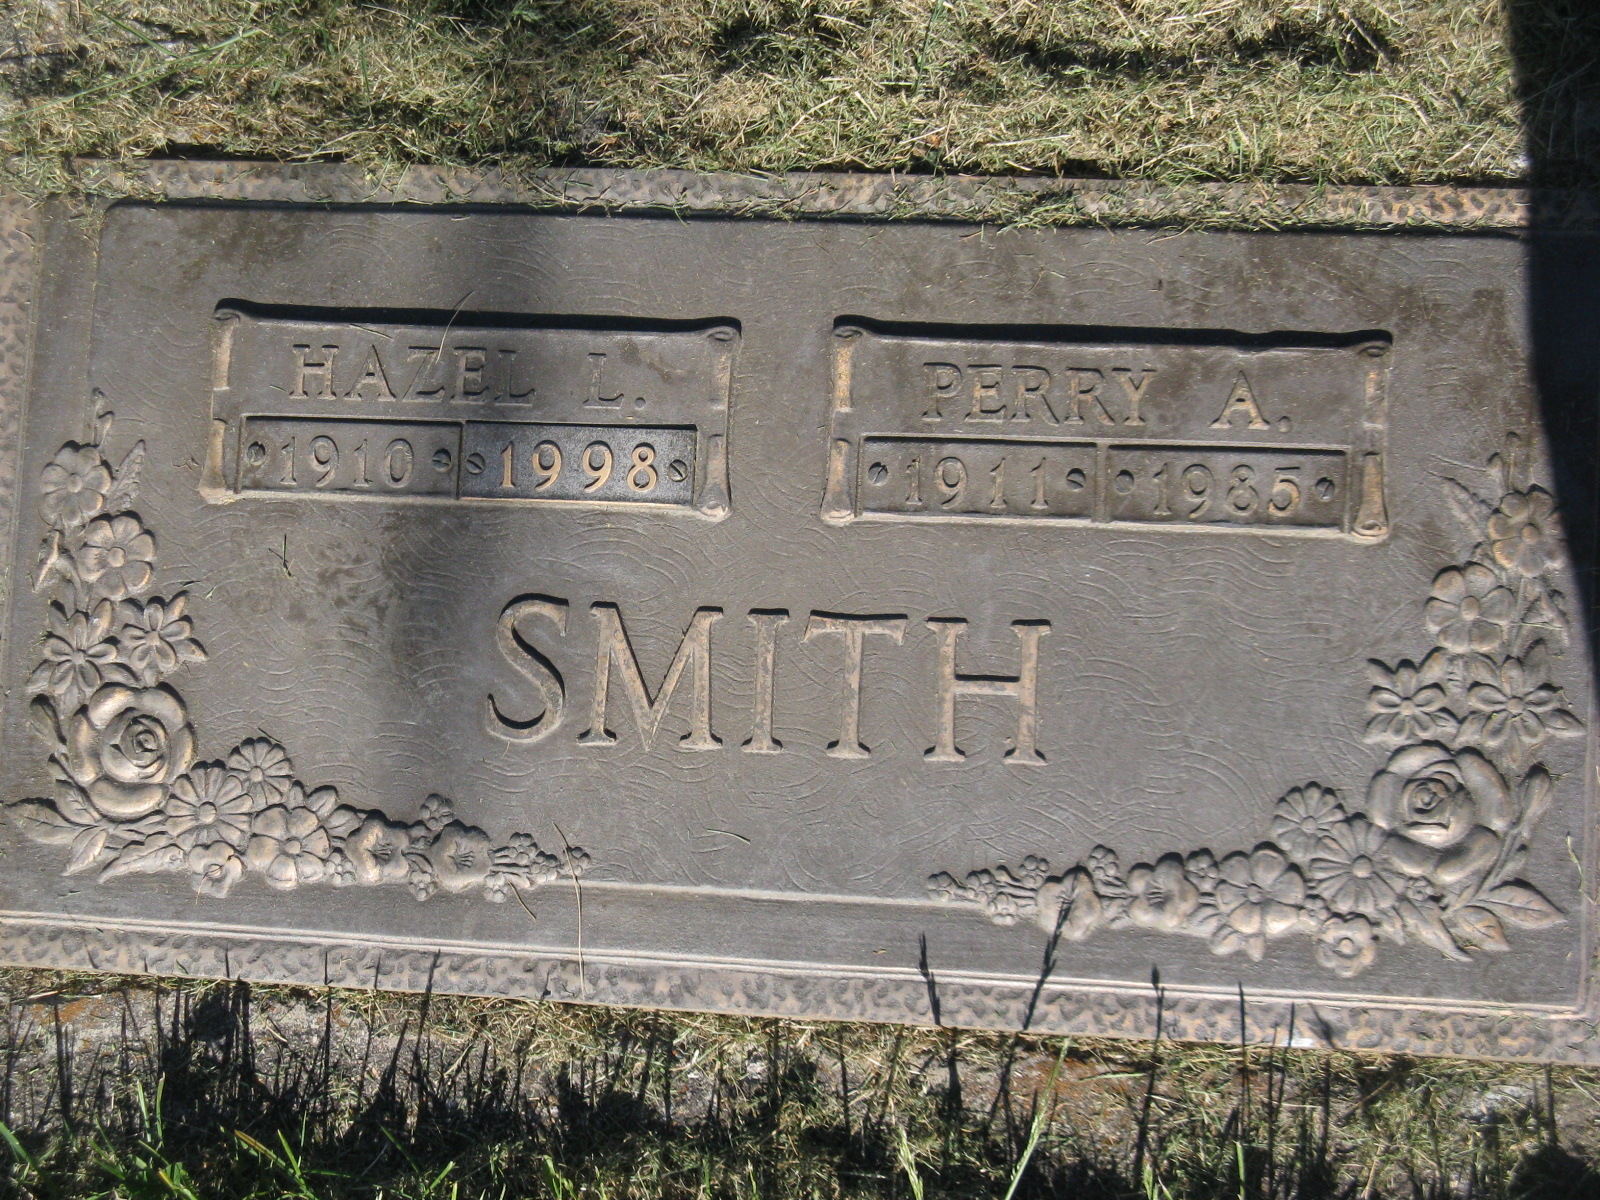 HAZEL L.
1910 1998
PERRY A.
1911 1985
SMITH